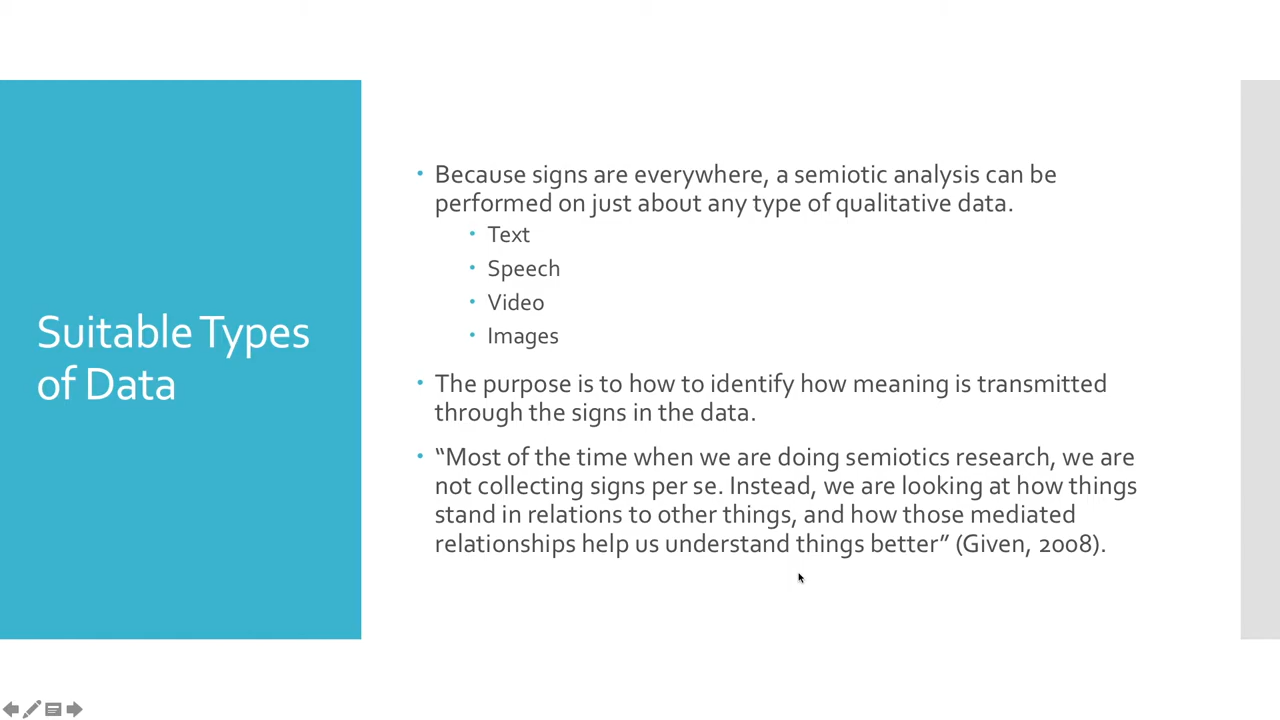 Suitable Types
of Data
• Because signs are everywhere, a semiotic analysis can be
performed on just about any type of qualitative data.
• Text
• Speech
• Video
• Images
• The purpose is to how to identify how meaning is transmitted
through the signs in the data.
• “Most of the time when we are doing semiotics research, we are
not collecting signs per se. Instead, we are looking at how things
stand in relations to other things, and how those mediated
relationships help us understand things better” (Given, 2008).